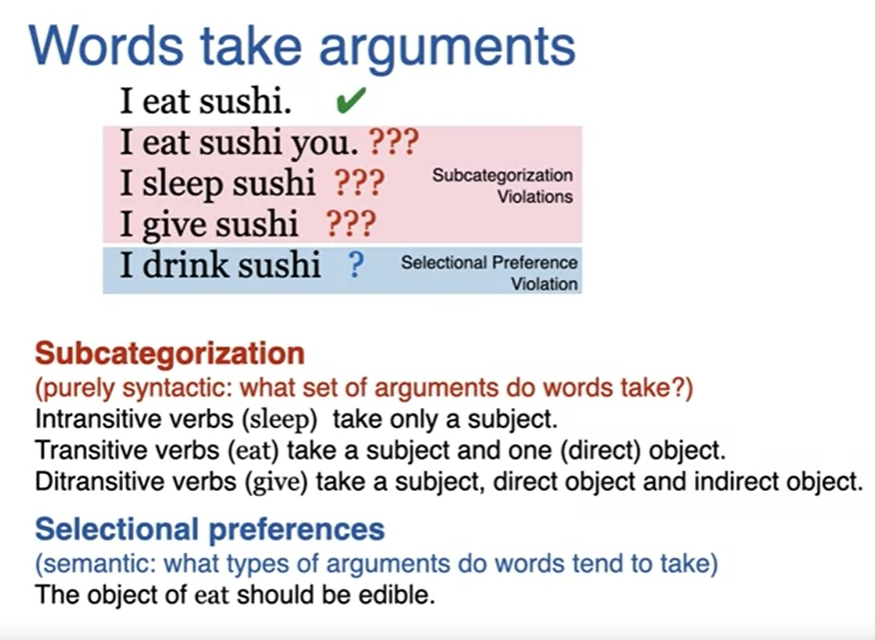 Words take arguments
I eat sushi. ✔
I eat sushi you. ???
I sleep sushi ???
I give sushi ???
Subcategorization
Violations
I drink sushi ?
Selectional Preference
Violation
Subcategorization
(purely syntactic: what set of arguments do words take?)
Intransitive verbs (sleep) take only a subject.
Transitive verbs (eat) take a subject and one (direct) object.
Ditransitive verbs (give) take a subject, direct object and indirect object.
Selectional preferences
(semantic: what types of arguments do words tend to take)
The object of eat should be edible.